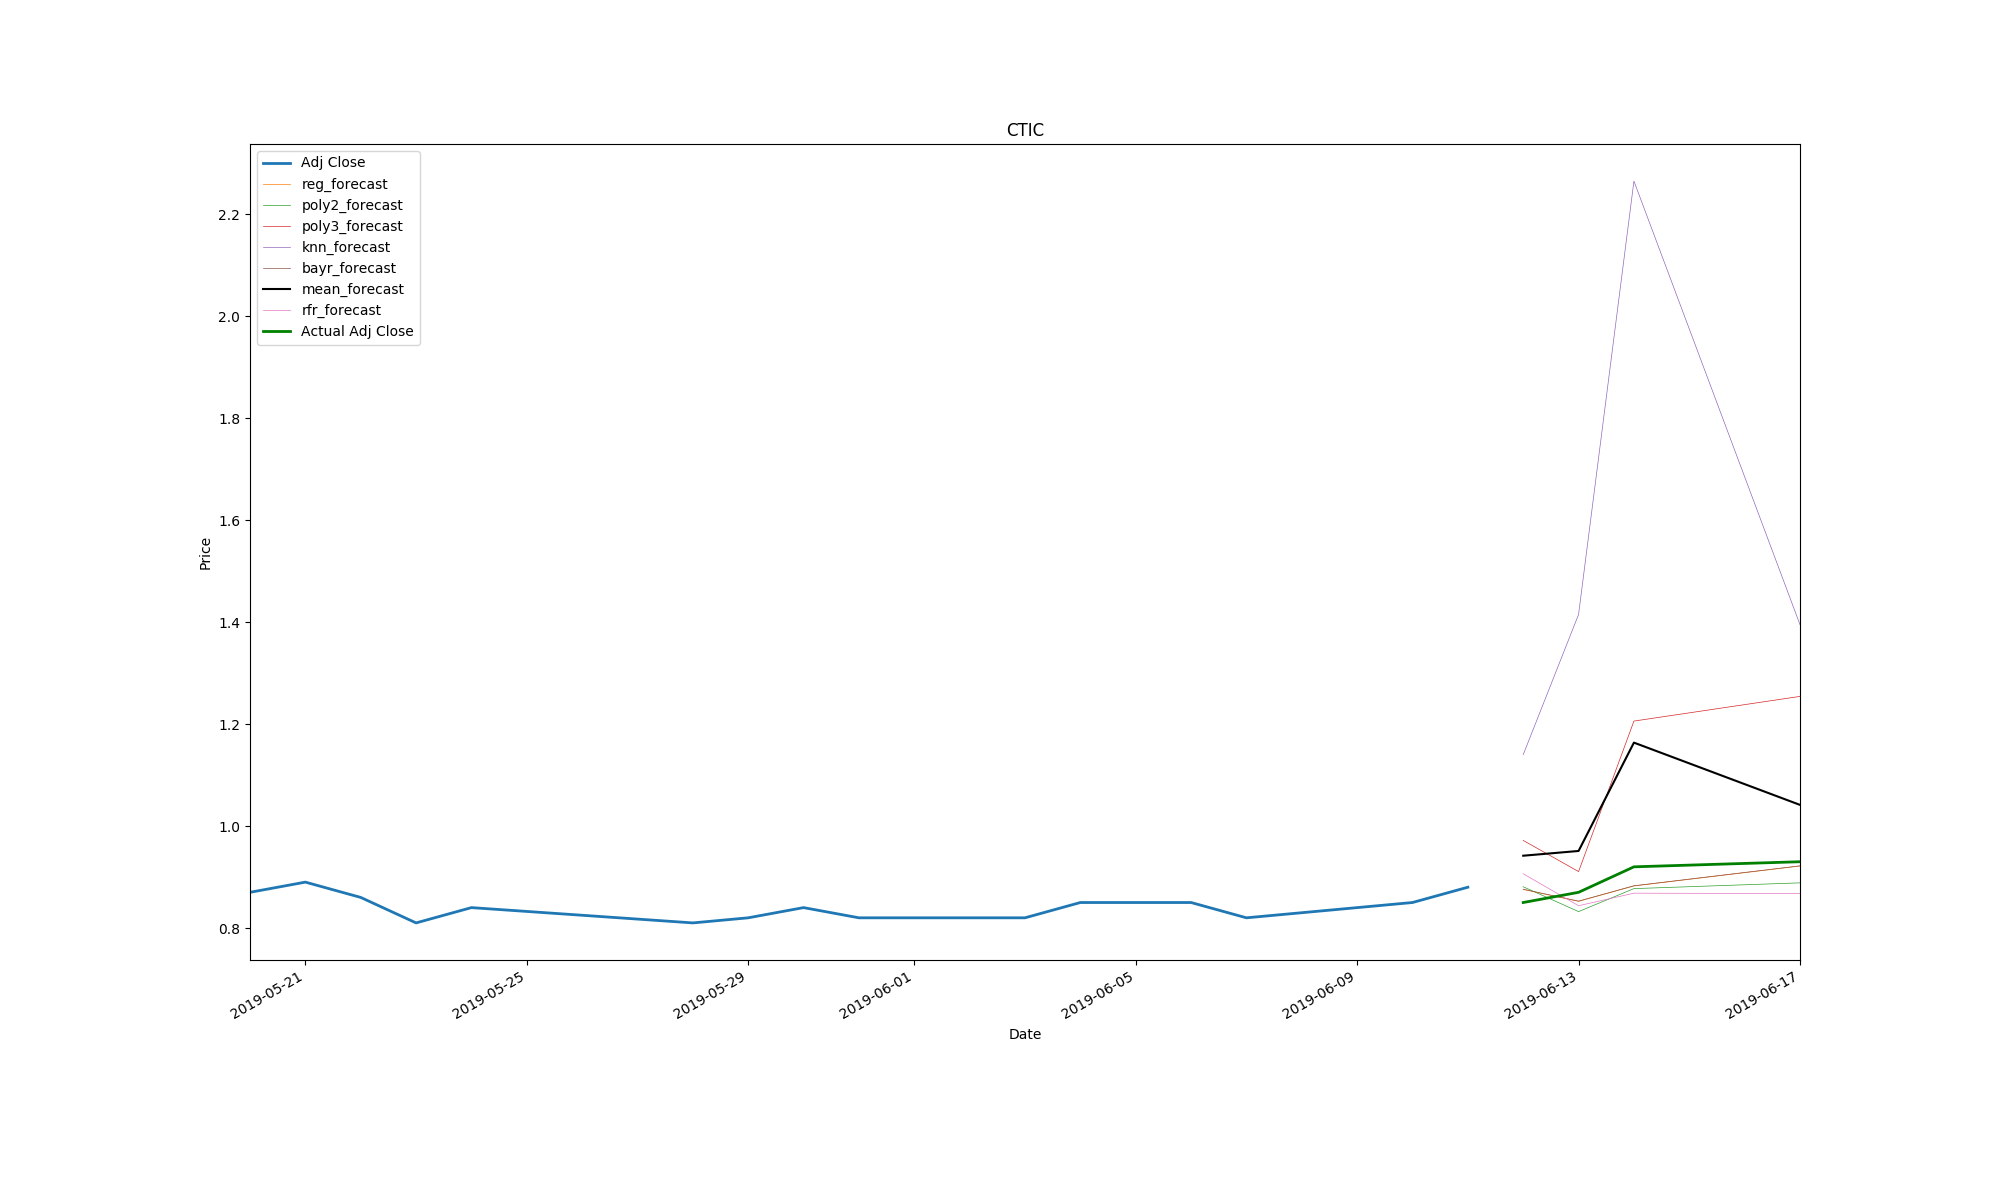 CTIC
Adj Close
reg_forecast
poly2_forecast
poly3_forecast
knn_forecast
bayr_forecast
mean_forecast
rfr_forecast
Actual Adj Close
2.2
2.0
1.8
1.6
1.4
1.2
1.0
0.8
Price
2019-05-21
2019-05-25
2019-05-29
2019-06-01
2019-06-05
2019-06-09
2019-06-13
2019-06-17
Date